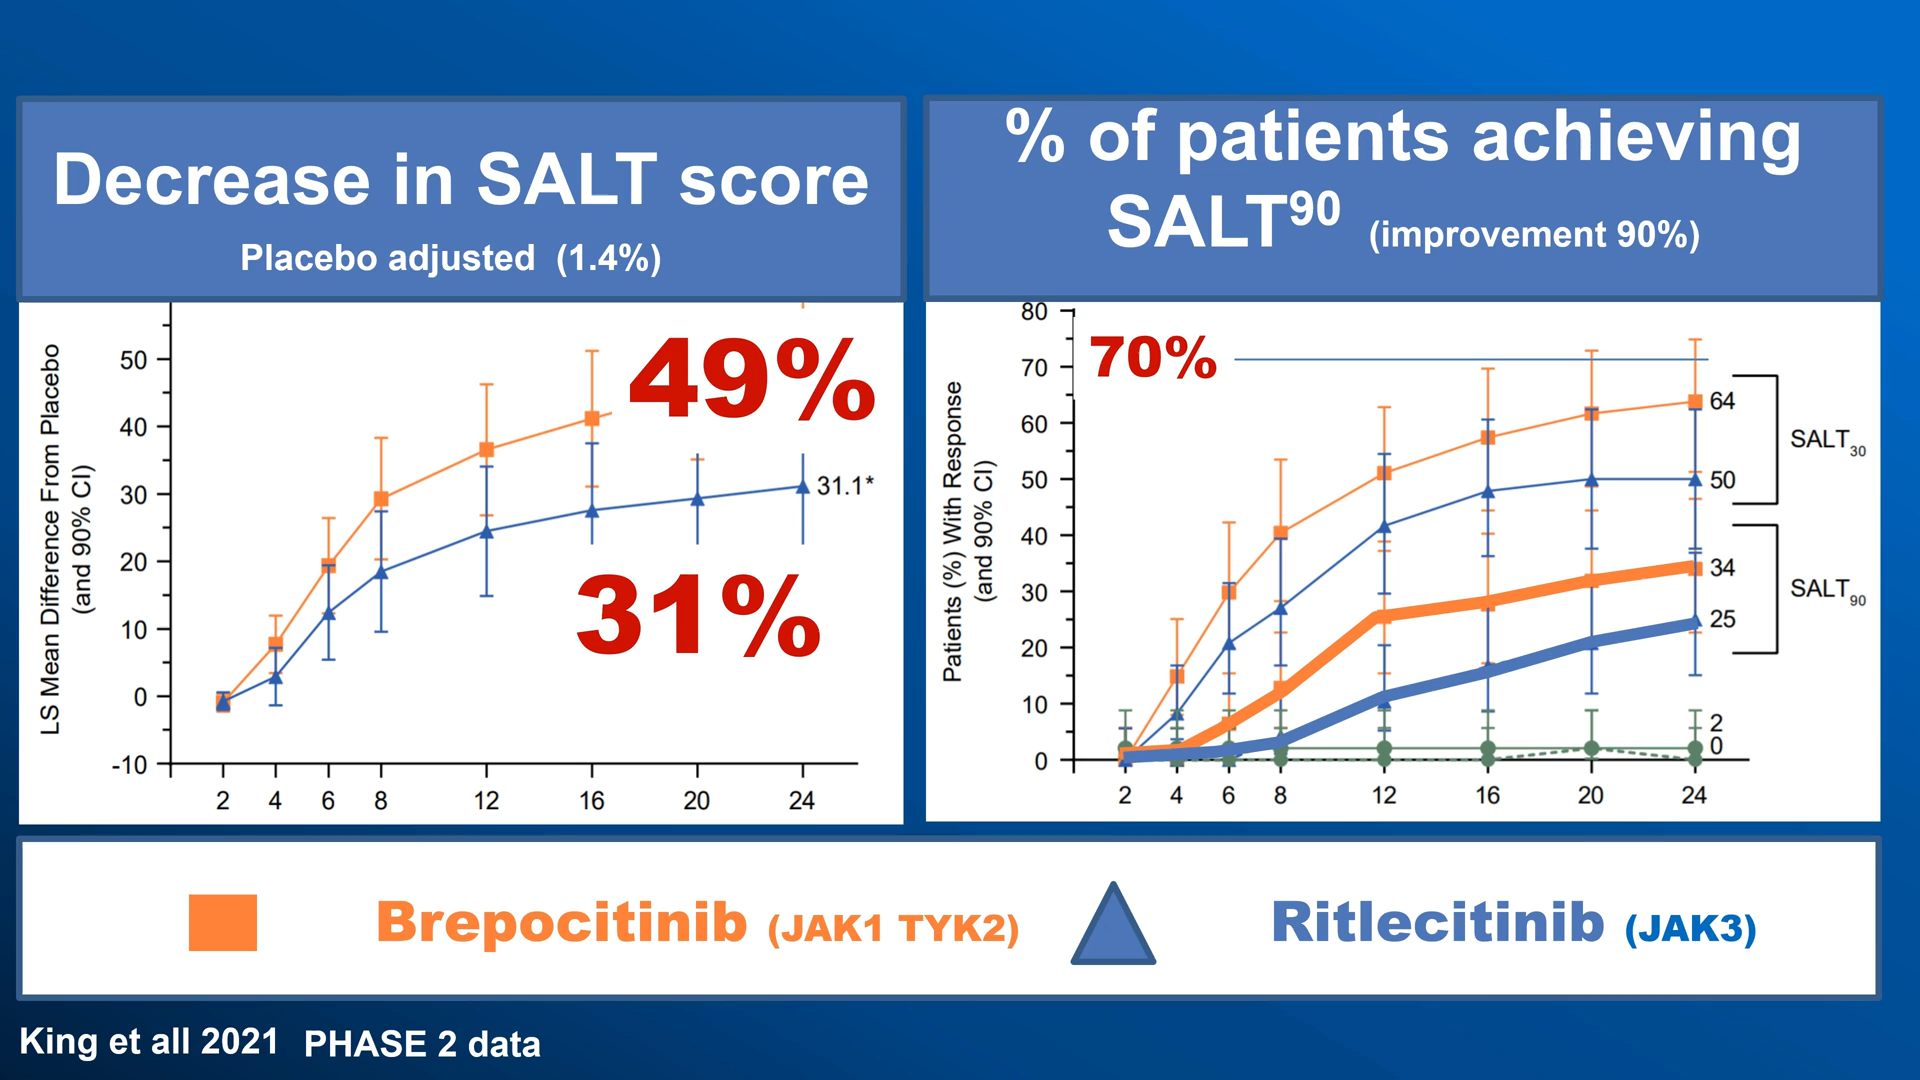 Decrease in SALT score
Placebo adjusted (1.4%)
% of patients achieving
SALT90 (improvement 90%)
LS Mean Difference From Placebo
(and 90% CI)
50
40
30
20
10
0
-10
49%
31.1*
31%
2 4 6 8 12 16 20 24
Patients (%) With Response
(and 90% CI)
80
70
60
50
40
30
20
10
0
70%
64
50
34
25
2
0
SALT30
SALT90
2 4 6 8 12 16 20 24
Brepocitinib (JAK1 TYK2)
Ritlecitinib (JAK3)
King et all 2021 PHASE 2 data